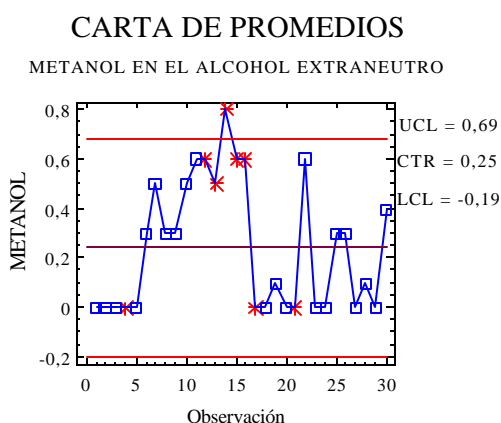 CARTA DE PROMEDIOS
METANOL EN EL ALCOHOL EXTRANEUTRO
UCL = 0,69
CTR = 0,25
LCL = -0,19
METANOL
0,8
0,6
0,4
0,2
0
-0,2
0 5 10 15 20 25 30
Observación